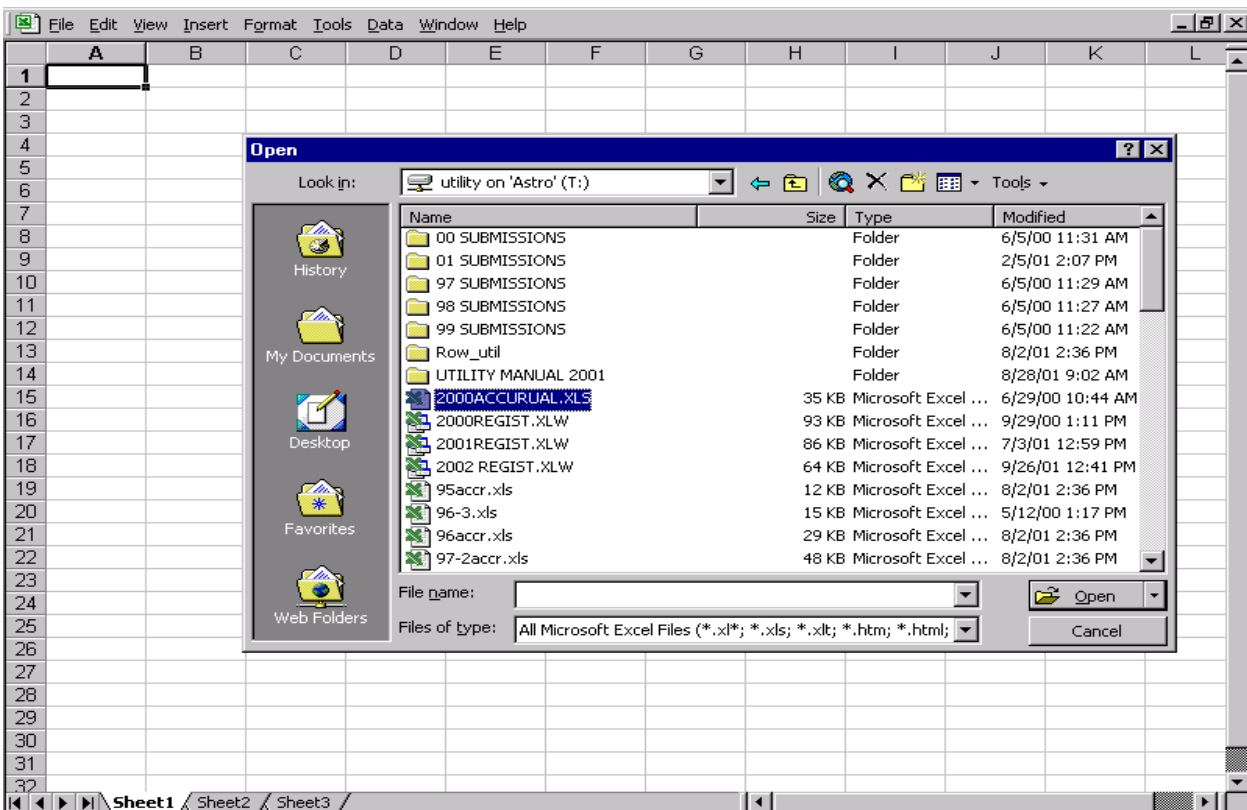 File Edit View Insert Format Tools Data Window Help
A B C D E F G H I J K L
1
2
3
4
5
6
7
8
9
10
11
12
13
14
15
16
17
18
19
20
21
22
23
24
25
26
27
28
29
30
31
32
Open
Look in: utility on 'Astro' (T:) Tools
Name Size Type Modified
00 SUBMISSIONS Folder 6/5/00 11:31 AM
01 SUBMISSIONS Folder 2/5/01 2:07 PM
97 SUBMISSIONS Folder 6/5/00 11:29 AM
98 SUBMISSIONS Folder 6/5/00 11:27 AM
99 SUBMISSIONS Folder 6/5/00 11:22 AM
Row_util Folder 8/2/01 2:36 PM
UTILITY MANUAL 2001 Folder 8/28/01 9:02 AM
2000ACCURUAL.XLS 35 KB Microsoft Excel ... 6/29/00 10:44 AM
2000REGIST.XLW 93 KB Microsoft Excel ... 9/29/00 1:11 PM
2001REGIST.XLW 86 KB Microsoft Excel ... 7/3/01 12:59 PM
2002 REGIST.XLW 64 KB Microsoft Excel ... 9/26/01 12:41 PM
95accr.xls 12 KB Microsoft Excel ... 8/2/01 2:36 PM
96-3.xls 15 KB Microsoft Excel ... 5/12/00 1:17 PM
96accr.xls 29 KB Microsoft Excel ... 8/2/01 2:36 PM
97-2accr.xls 48 KB Microsoft Excel ... 8/2/01 2:36 PM
History
My Documents
Desktop
Favorites
Web Folders
File name: Open
Files of type: All Microsoft Excel Files (*.xl*; *.xls; *.xlt; *.htm; *.html; Cancel
Sheet1 Sheet2 Sheet3